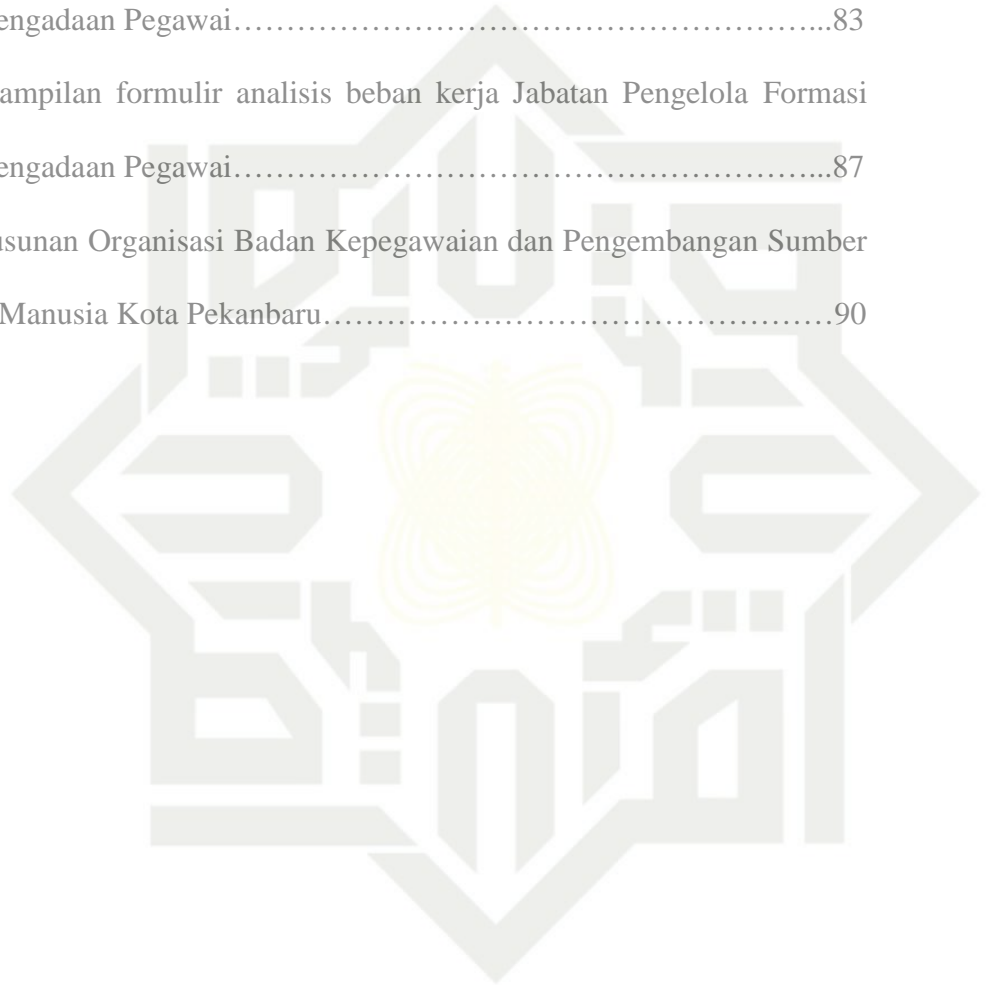 engadaan Pegawai………………………………………………...83
ampilan formulir analisis beban kerja Jabatan Pengelola Formasi
engadaan Pegawai………………………………………………...87
usunan Organisasi Badan Kepegawaian dan Pengembangan Sumber
Manusia Kota Pekanbaru…………………………………………90